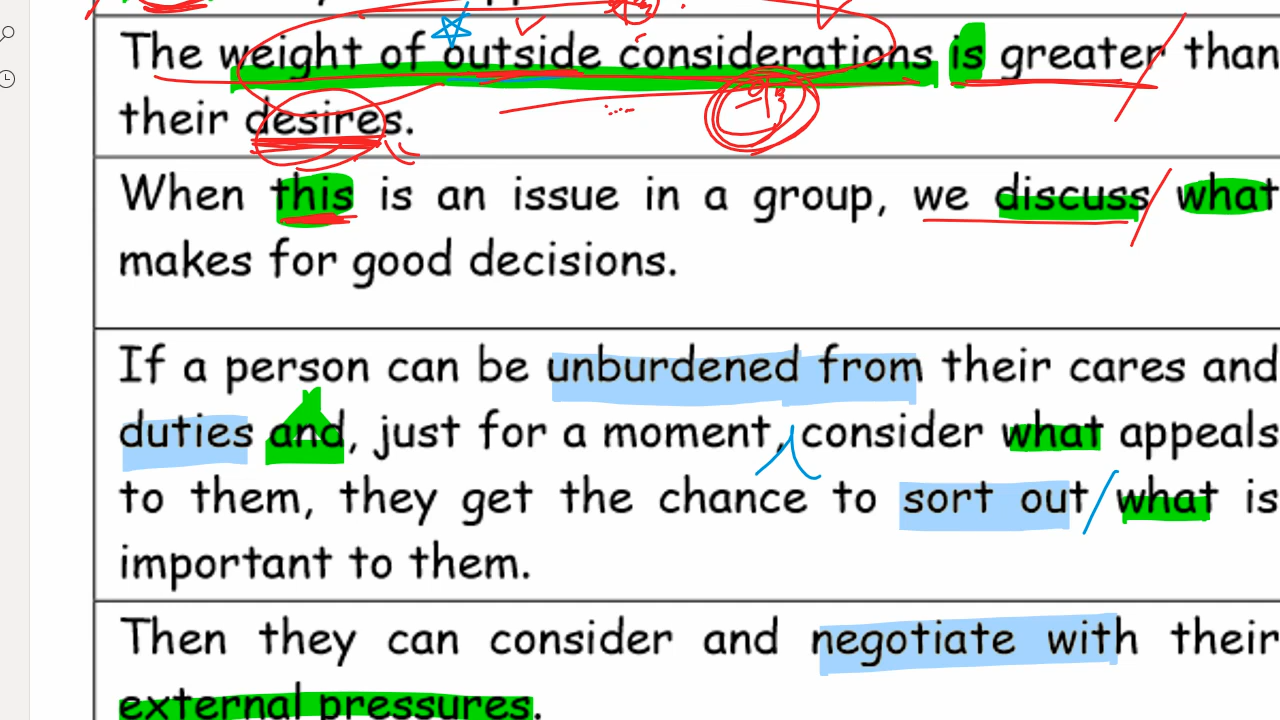 The weight of outside considerations is greater than
their desires.
When this is an issue in a group, we discuss what
makes for good decisions.
If a person can be unburdened from their cares and
duties and, just for a moment, consider what appeals
to them, they get the chance to sort out what is
important to them.
Then they can consider and negotiate with their
external pressures.